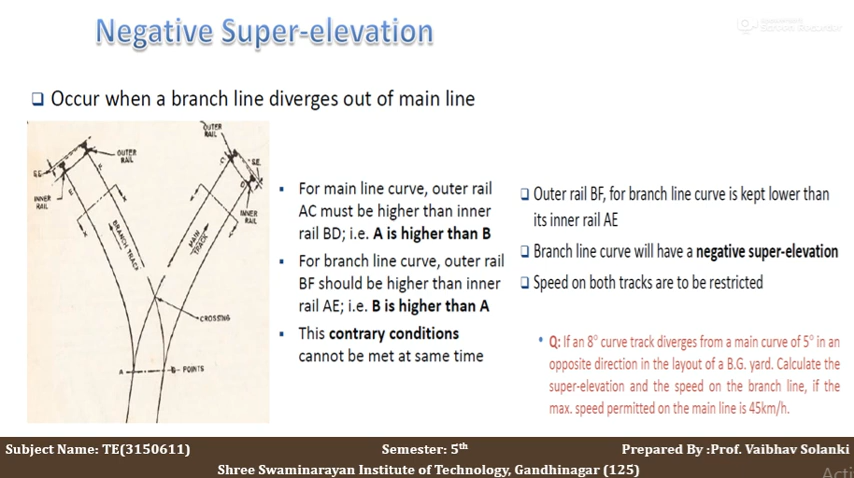 Negative Super-elevation
Screen Recorder
❑ Occur when a branch line diverges out of main line
OUTER
RAIL
OUTER
RAIL
S.E.
S.E.
INNER
RAIL
INNER
RAIL
C
D
E
F
X
X
Y
Y
BRANCH TRACK
MAIN
TRACK
CROSSING
A
B
POINTS
▪ For main line curve, outer rail
AC must be higher than inner
rail BD; i.e. A is higher than B
▪ For branch line curve, outer rail
BF should be higher than inner
rail AE; i.e. B is higher than A
▪ This contrary conditions
cannot be met at same time
❑ Outer rail BF, for branch line curve is kept lower than
its inner rail AE
❑ Branch line curve will have a negative super-elevation
❑ Speed on both tracks are to be restricted
• Q: If an 8° curve track diverges from a main curve of 5° in an
opposite direction in the layout of a B.G. yard. Calculate the
super-elevation and the speed on the branch line, if the
max. speed permitted on the main line is 45km/h.
Subject Name: TE(3150611)
Semester: 5th
Prepared By :Prof. Vaibhav Solanki
Shree Swaminarayan Institute of Technology, Gandhinagar (125)
Acti